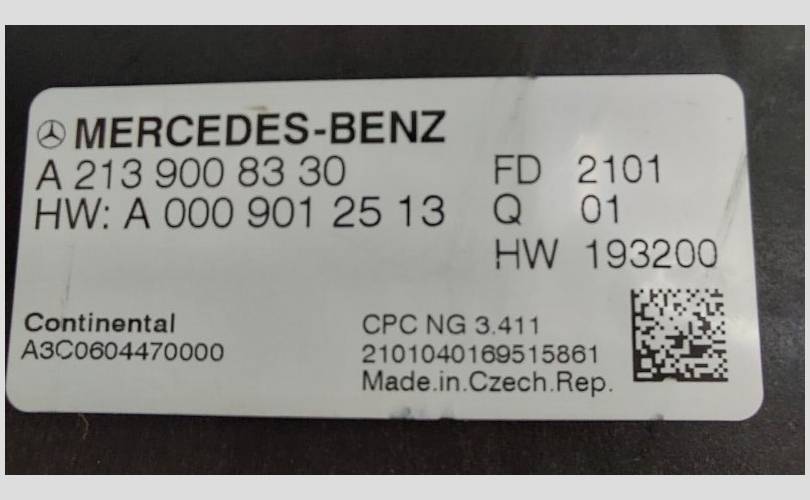 MERCEDES-BENZ
A 213 900 83 30
HW: A 000 901 25 13
FD 2101
Q 01
HW 193200
Continental
A3C0604470000
CPC NG 3.411
2101040169515861
Made.in.Czech.Rep.